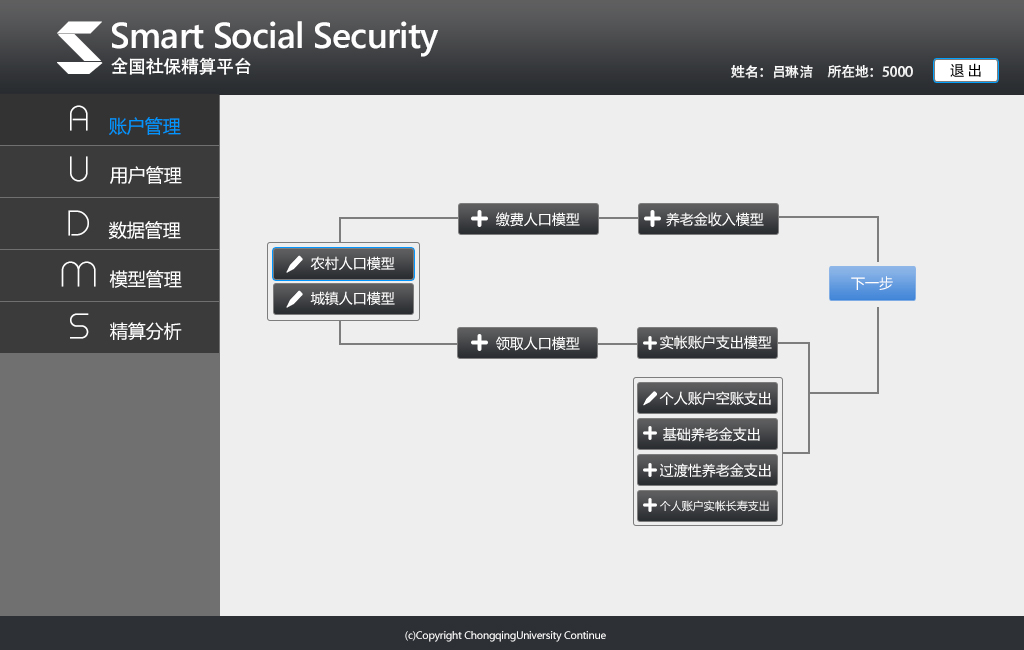 Smart Social Security
全国社保精算平台
姓名：吕琳洁 所在地：5000 退 出
A 账户管理
U 用户管理
D 数据管理
M 模型管理
S 精算分析
缴费人口模型
养老金收入模型
农村人口模型
城镇人口模型
下一步
领取人口模型
实帐账户支出模型
个人账户空账支出
基础养老金支出
过渡性养老金支出
个人账户实帐长寿支出
(c)Copyright ChongqingUniversity Continue